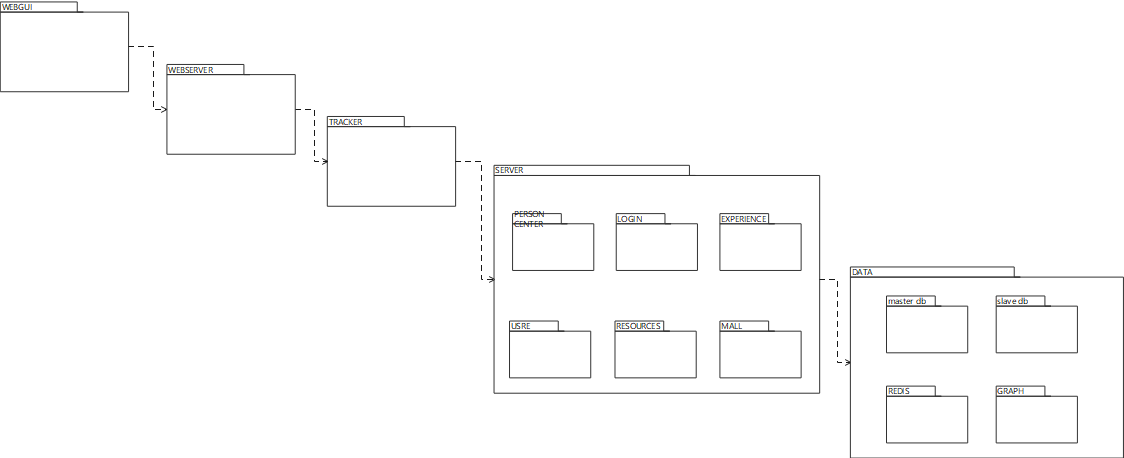 WEBGUI
WEBSERVER
TRACKER
SERVER
PERSON
CENTER
LOGIN
EXPERIENCE
USRE
RESOURCES
MALL
DATA
master db
slave db
REDIS
GRAPH